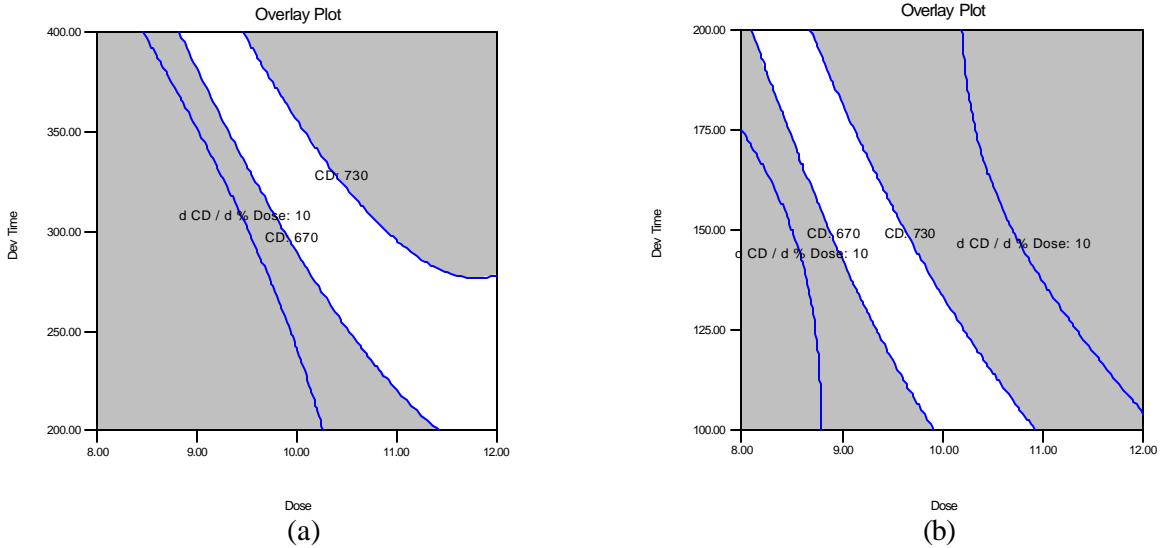 Overlay Plot
400.00
350.00
300.00
250.00
200.00
Dev Time
CD: 730
d CD / d % Dose: 10
CD: 670
8.00
9.00
10.00
11.00
12.00
Dose
(a)
Overlay Plot
200.00
175.00
150.00
125.00
100.00
Dev Time
CD: 670
CD: 730
d CD / d % Dose: 10
d CD / d % Dose: 10
8.00
9.00
10.00
11.00
12.00
Dose
(b)